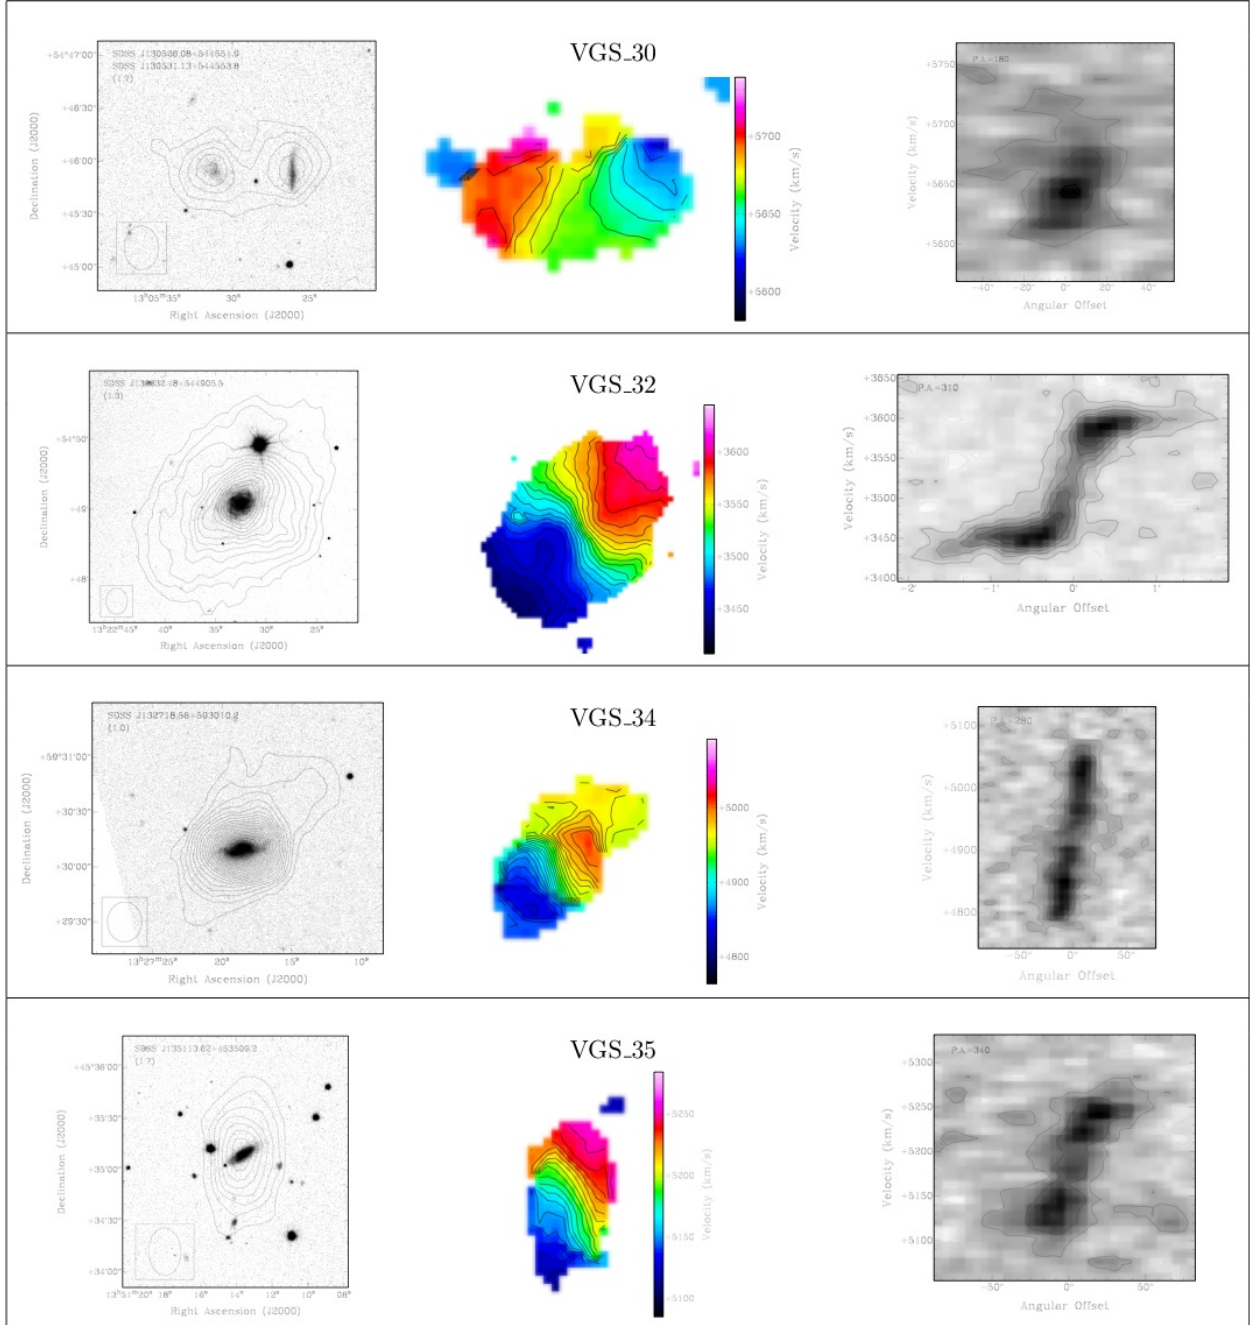 VGS_30
SDSS J130526.08+544551.9
SDSS J130531.13+544553.8
(1.7)
+54°47'00"
+46'30"
+46'00"
+45'30"
+45'00"
Declination (J2000)
13ʰ05ᵐ35ˢ 30ˢ 25ˢ
Right Ascension (J2000)
+5700
+5650
+5600
Velocity (km/s)
P.A.=180
+5750
+5700
+5650
+5600
Velocity (km/s)
-40" -20" 0" 20" 40"
Angular Offset
VGS_32
(1.3)
+54°50'
+49'
+48'
Declination (J2000)
13ʰ22ᵐ45ˢ 40ˢ 35ˢ 30ˢ 25ˢ
Right Ascension (J2000)
+3600
+3550
+3500
+3450
Velocity (km/s)
P.A.=310
+3650
+3600
+3550
+3500
+3450
+3400
Velocity (km/s)
-2' -1' 0' 1'
Angular Offset
VGS_34
SDSS J132718.56+593010.2
(1.0)
+59°31'00"
+30'30"
+30'00"
+29'30"
Declination (J2000)
13ʰ27ᵐ25ˢ 20ˢ 15ˢ 10ˢ
Right Ascension (J2000)
+5000
+4900
+4800
Velocity (km/s)
P.A.=280
+5100
+5000
+4900
+4800
Velocity (km/s)
-50" 0" 50"
Angular Offset
VGS_35
SDSS J135113.62+463509.2
(1.7)
+45°36'00"
+35'30"
+35'00"
+34'30"
+34'00"
Declination (J2000)
13ʰ51ᵐ20ˢ 18ˢ 16ˢ 14ˢ 12ˢ 10ˢ 08ˢ
Right Ascension (J2000)
+5250
+5200
+5150
+5100
Velocity (km/s)
P.A.=340
+5300
+5250
+5200
+5150
+5100
Velocity (km/s)
-50" 0" 50"
Angular Offset